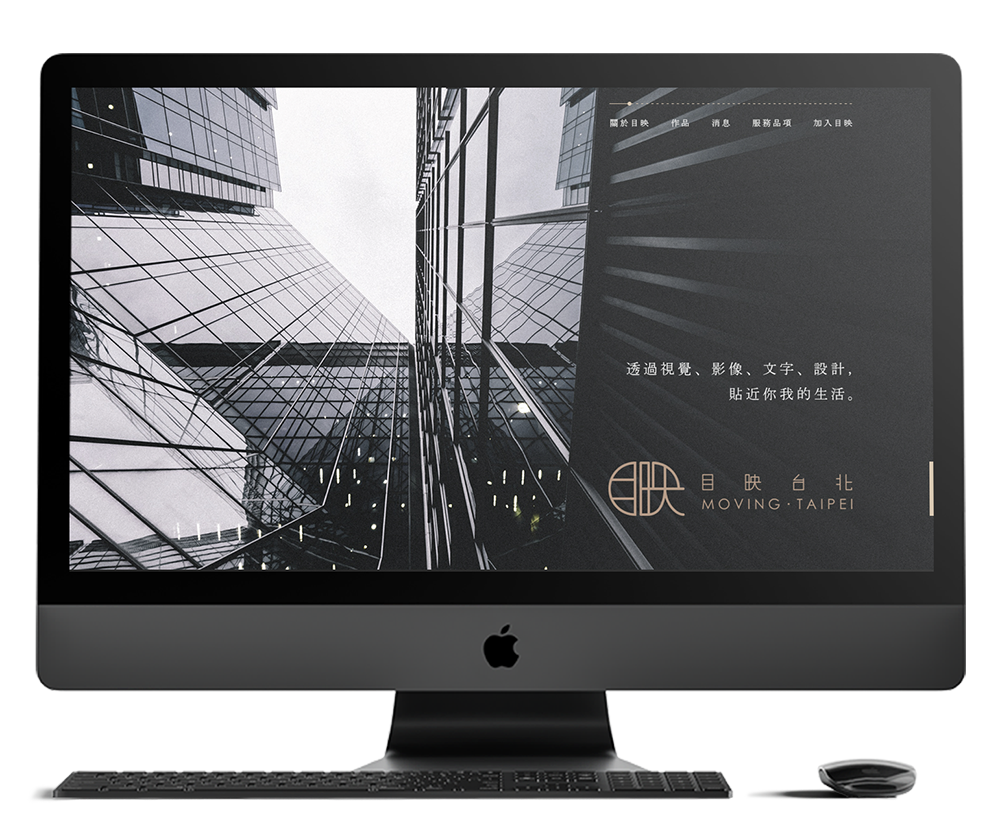 關於目映 作品 消息 服務品項 加入目映
透過視覺、影像、文字、設計，
貼近你我的生活。
目映
目映台北
MOVING·TAIPEI